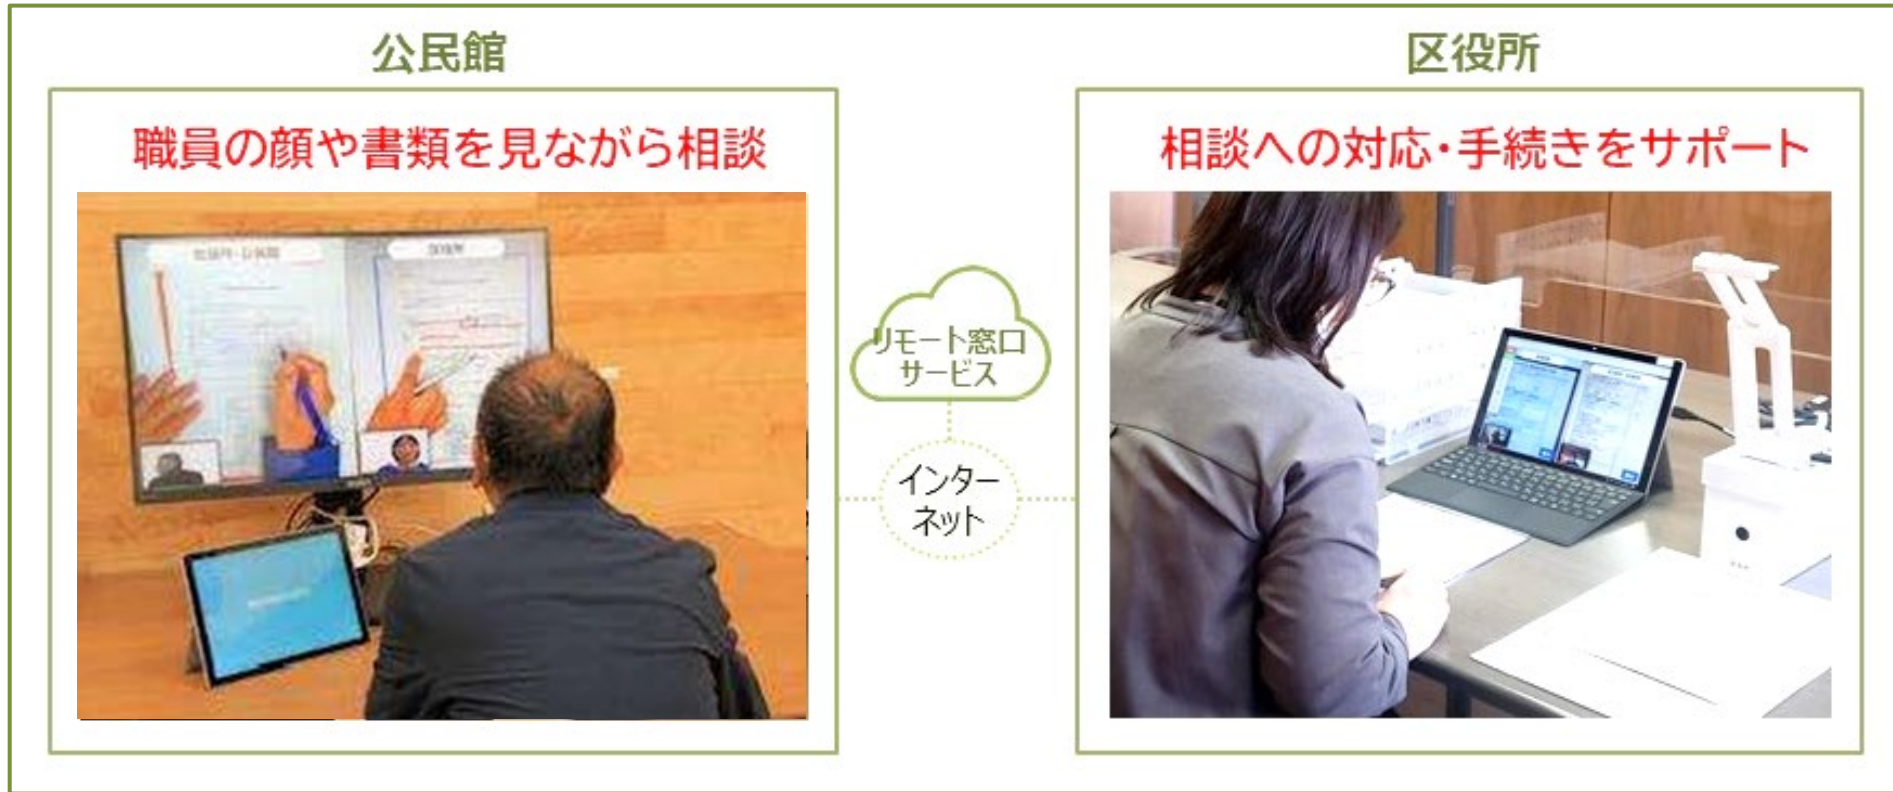 公民館
職員の顔や書類を見ながら相談
リモート窓口
サービス
インター
ネット
区役所
相談への対応・手続きをサポート